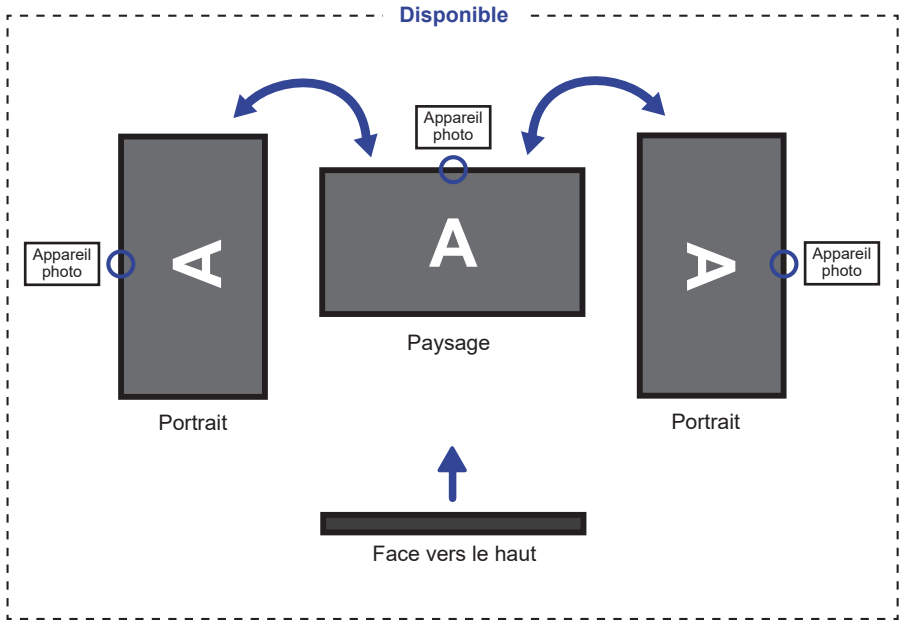 Disponible
Appareil
photo
Appareil
photo
A
A
A
Appareil
photo
Paysage
Portrait
Portrait
Face vers le haut